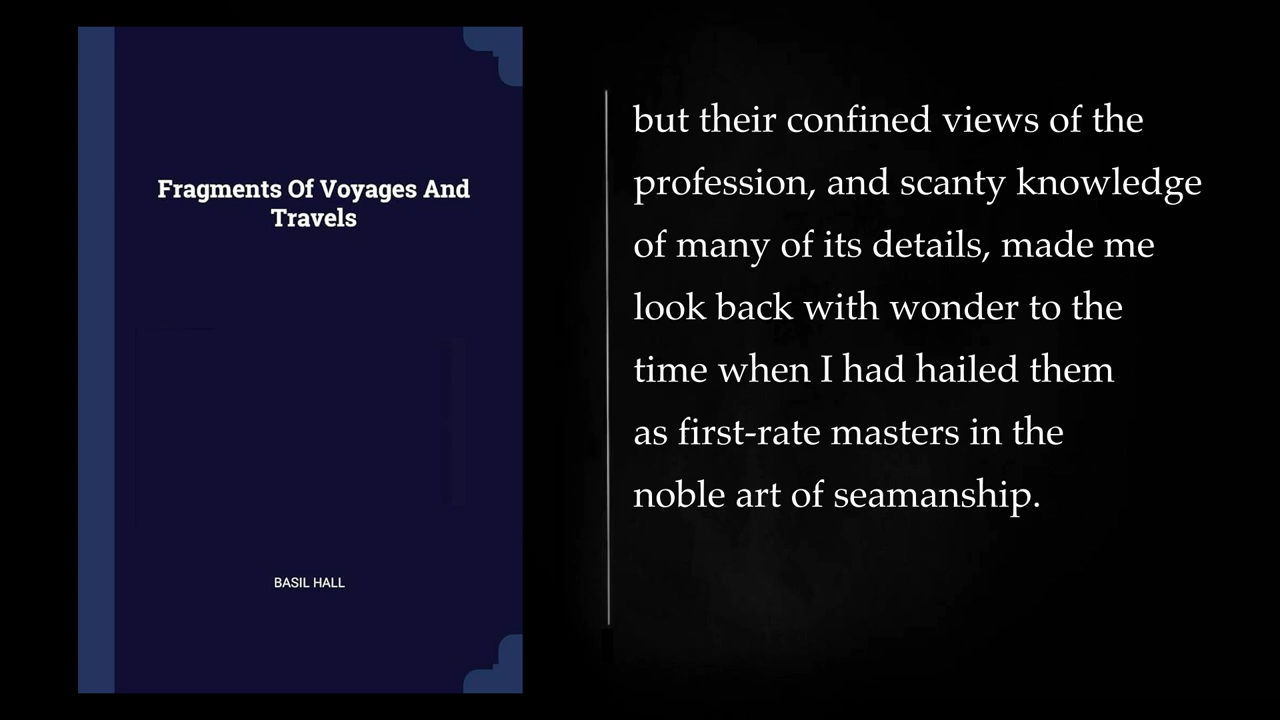 Fragments Of Voyages And
Travels
BASIL HALL
but their confined views of the
profession, and scanty knowledge
of many of its details, made me
look back with wonder to the
time when I had hailed them
as first-rate masters in the
noble art of seamanship.